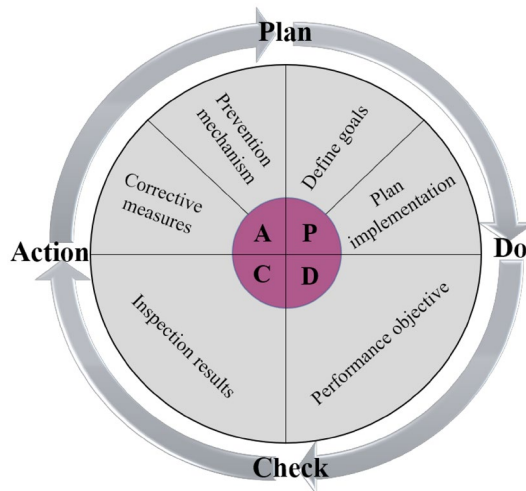 Plan
Prevention
mechanism
Define goals
Corrective
measures
Plan
implementation
A
P
Action
Do
C
D
Inspection results
Performance objective
Check